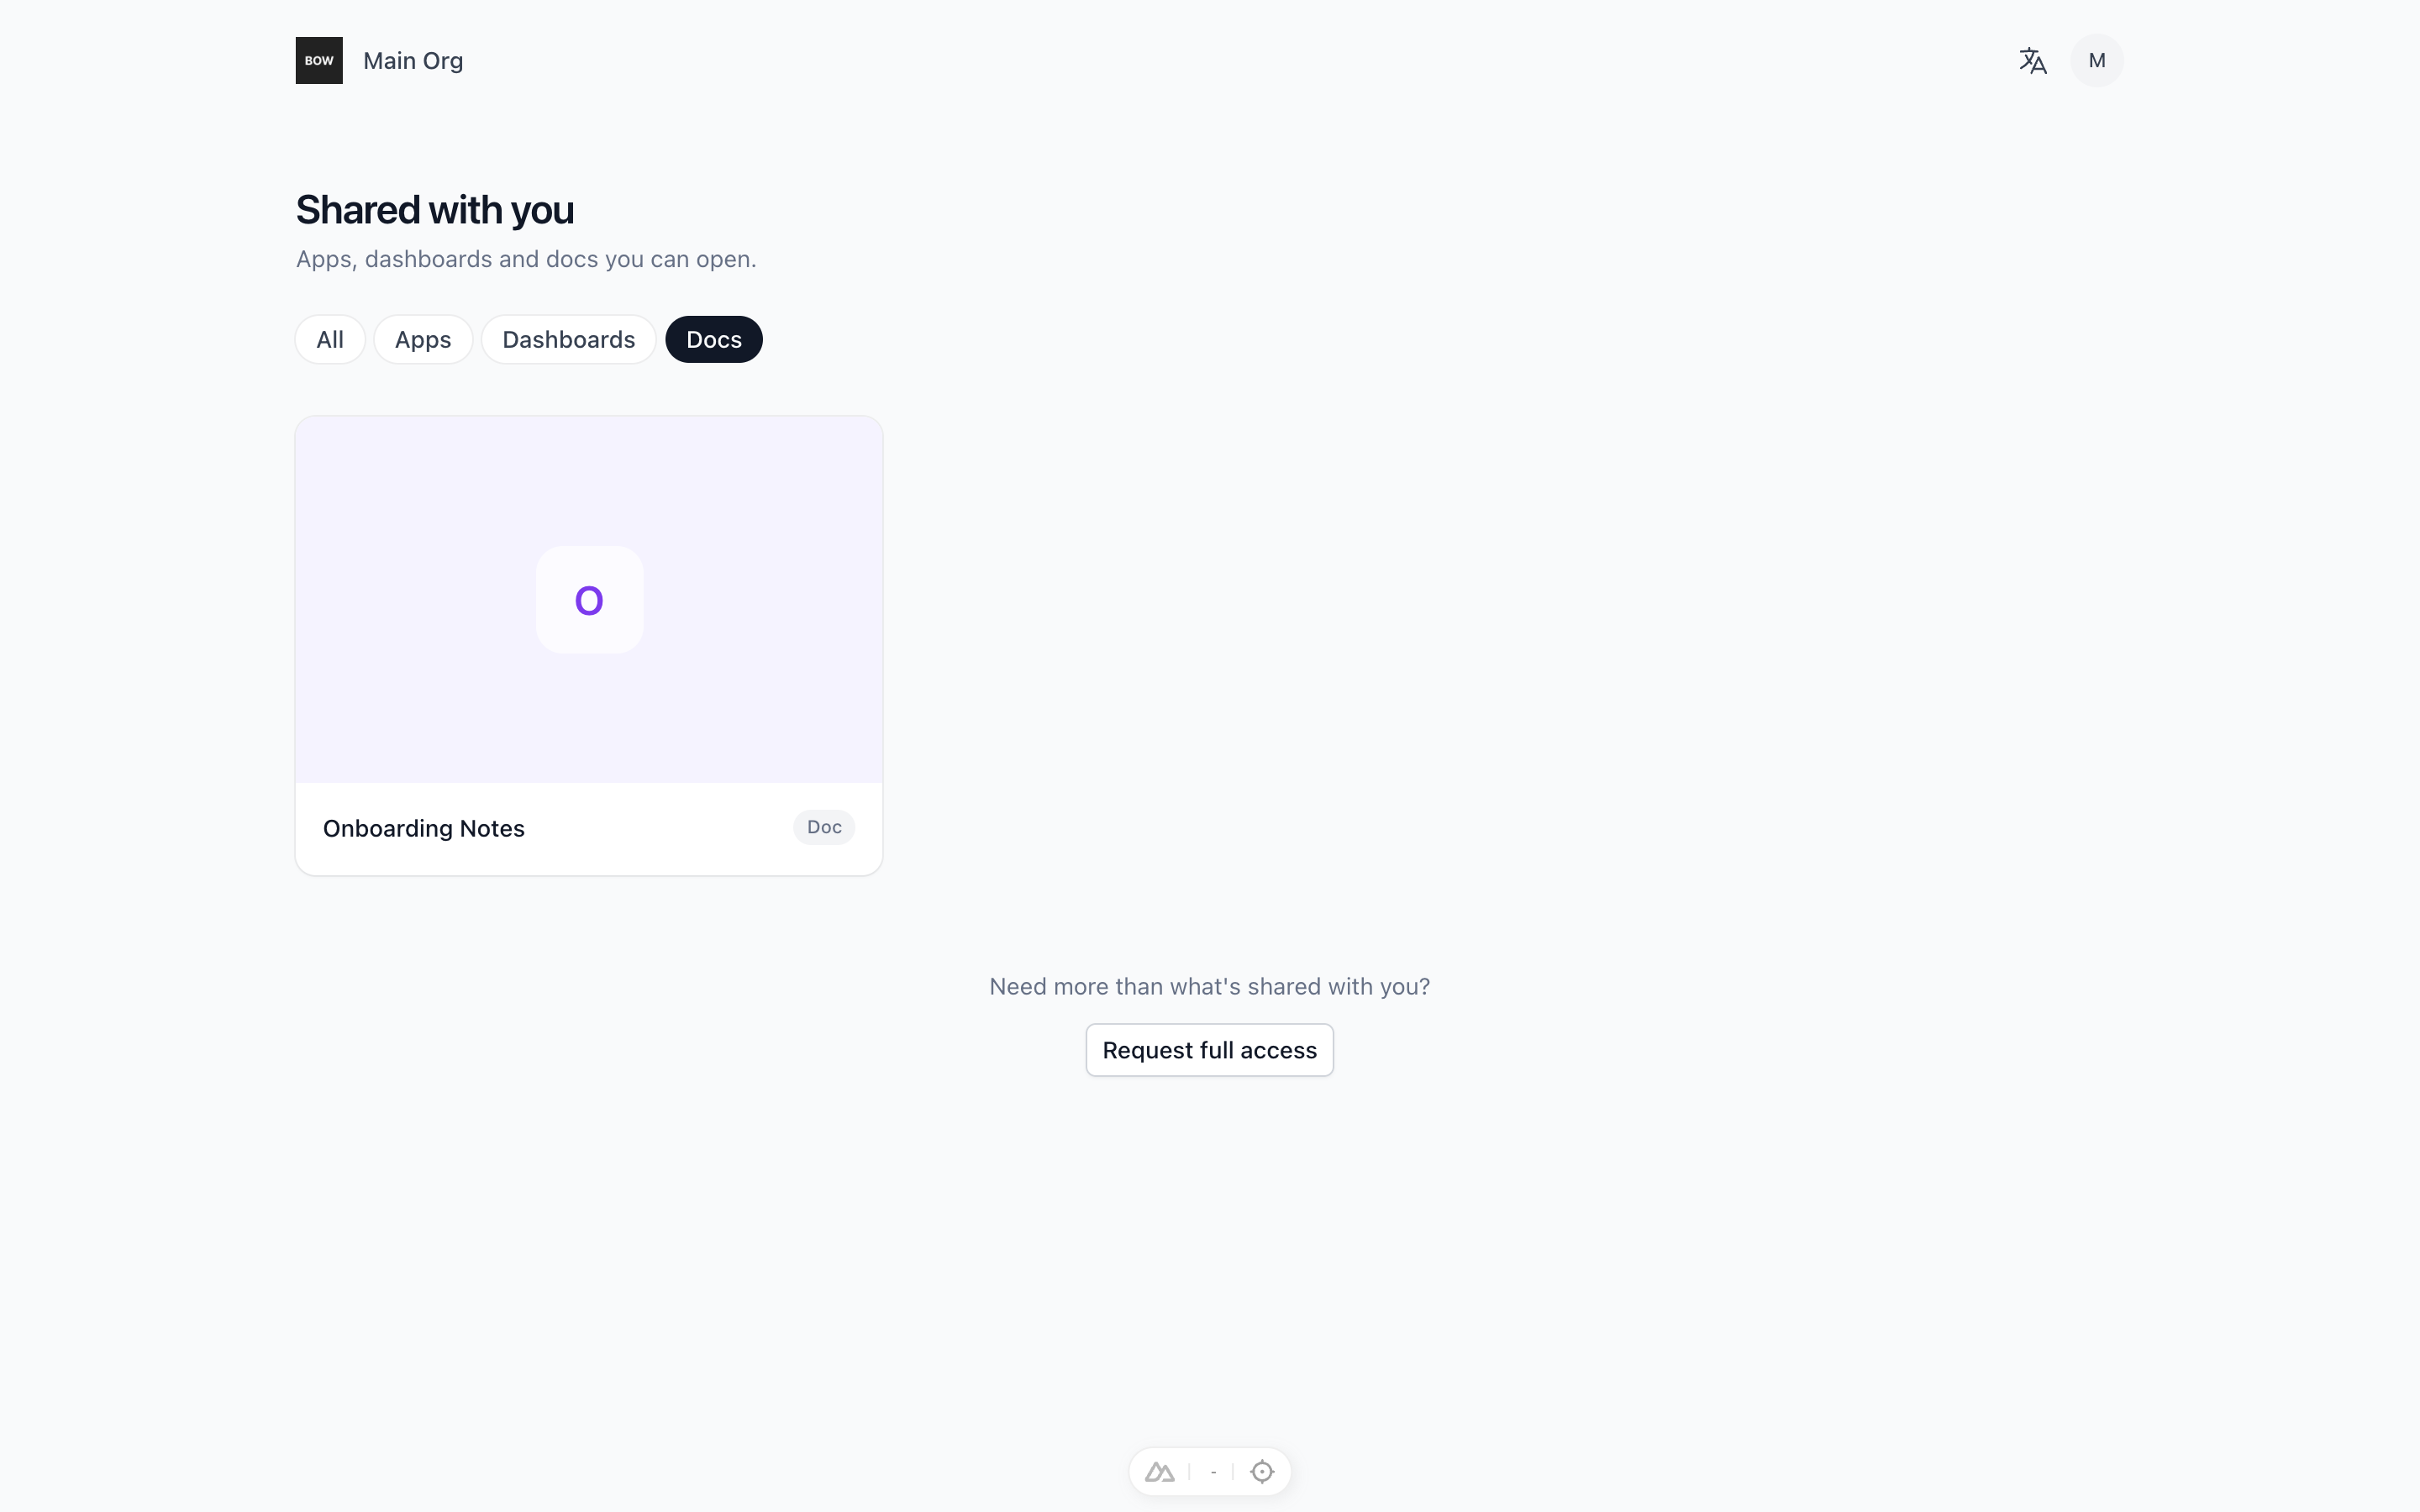 BOW Main Org M
Shared with you
Apps, dashboards and docs you can open.
All Apps Dashboards Docs
O
Onboarding Notes Doc
Need more than what's shared with you?
Request full access
-